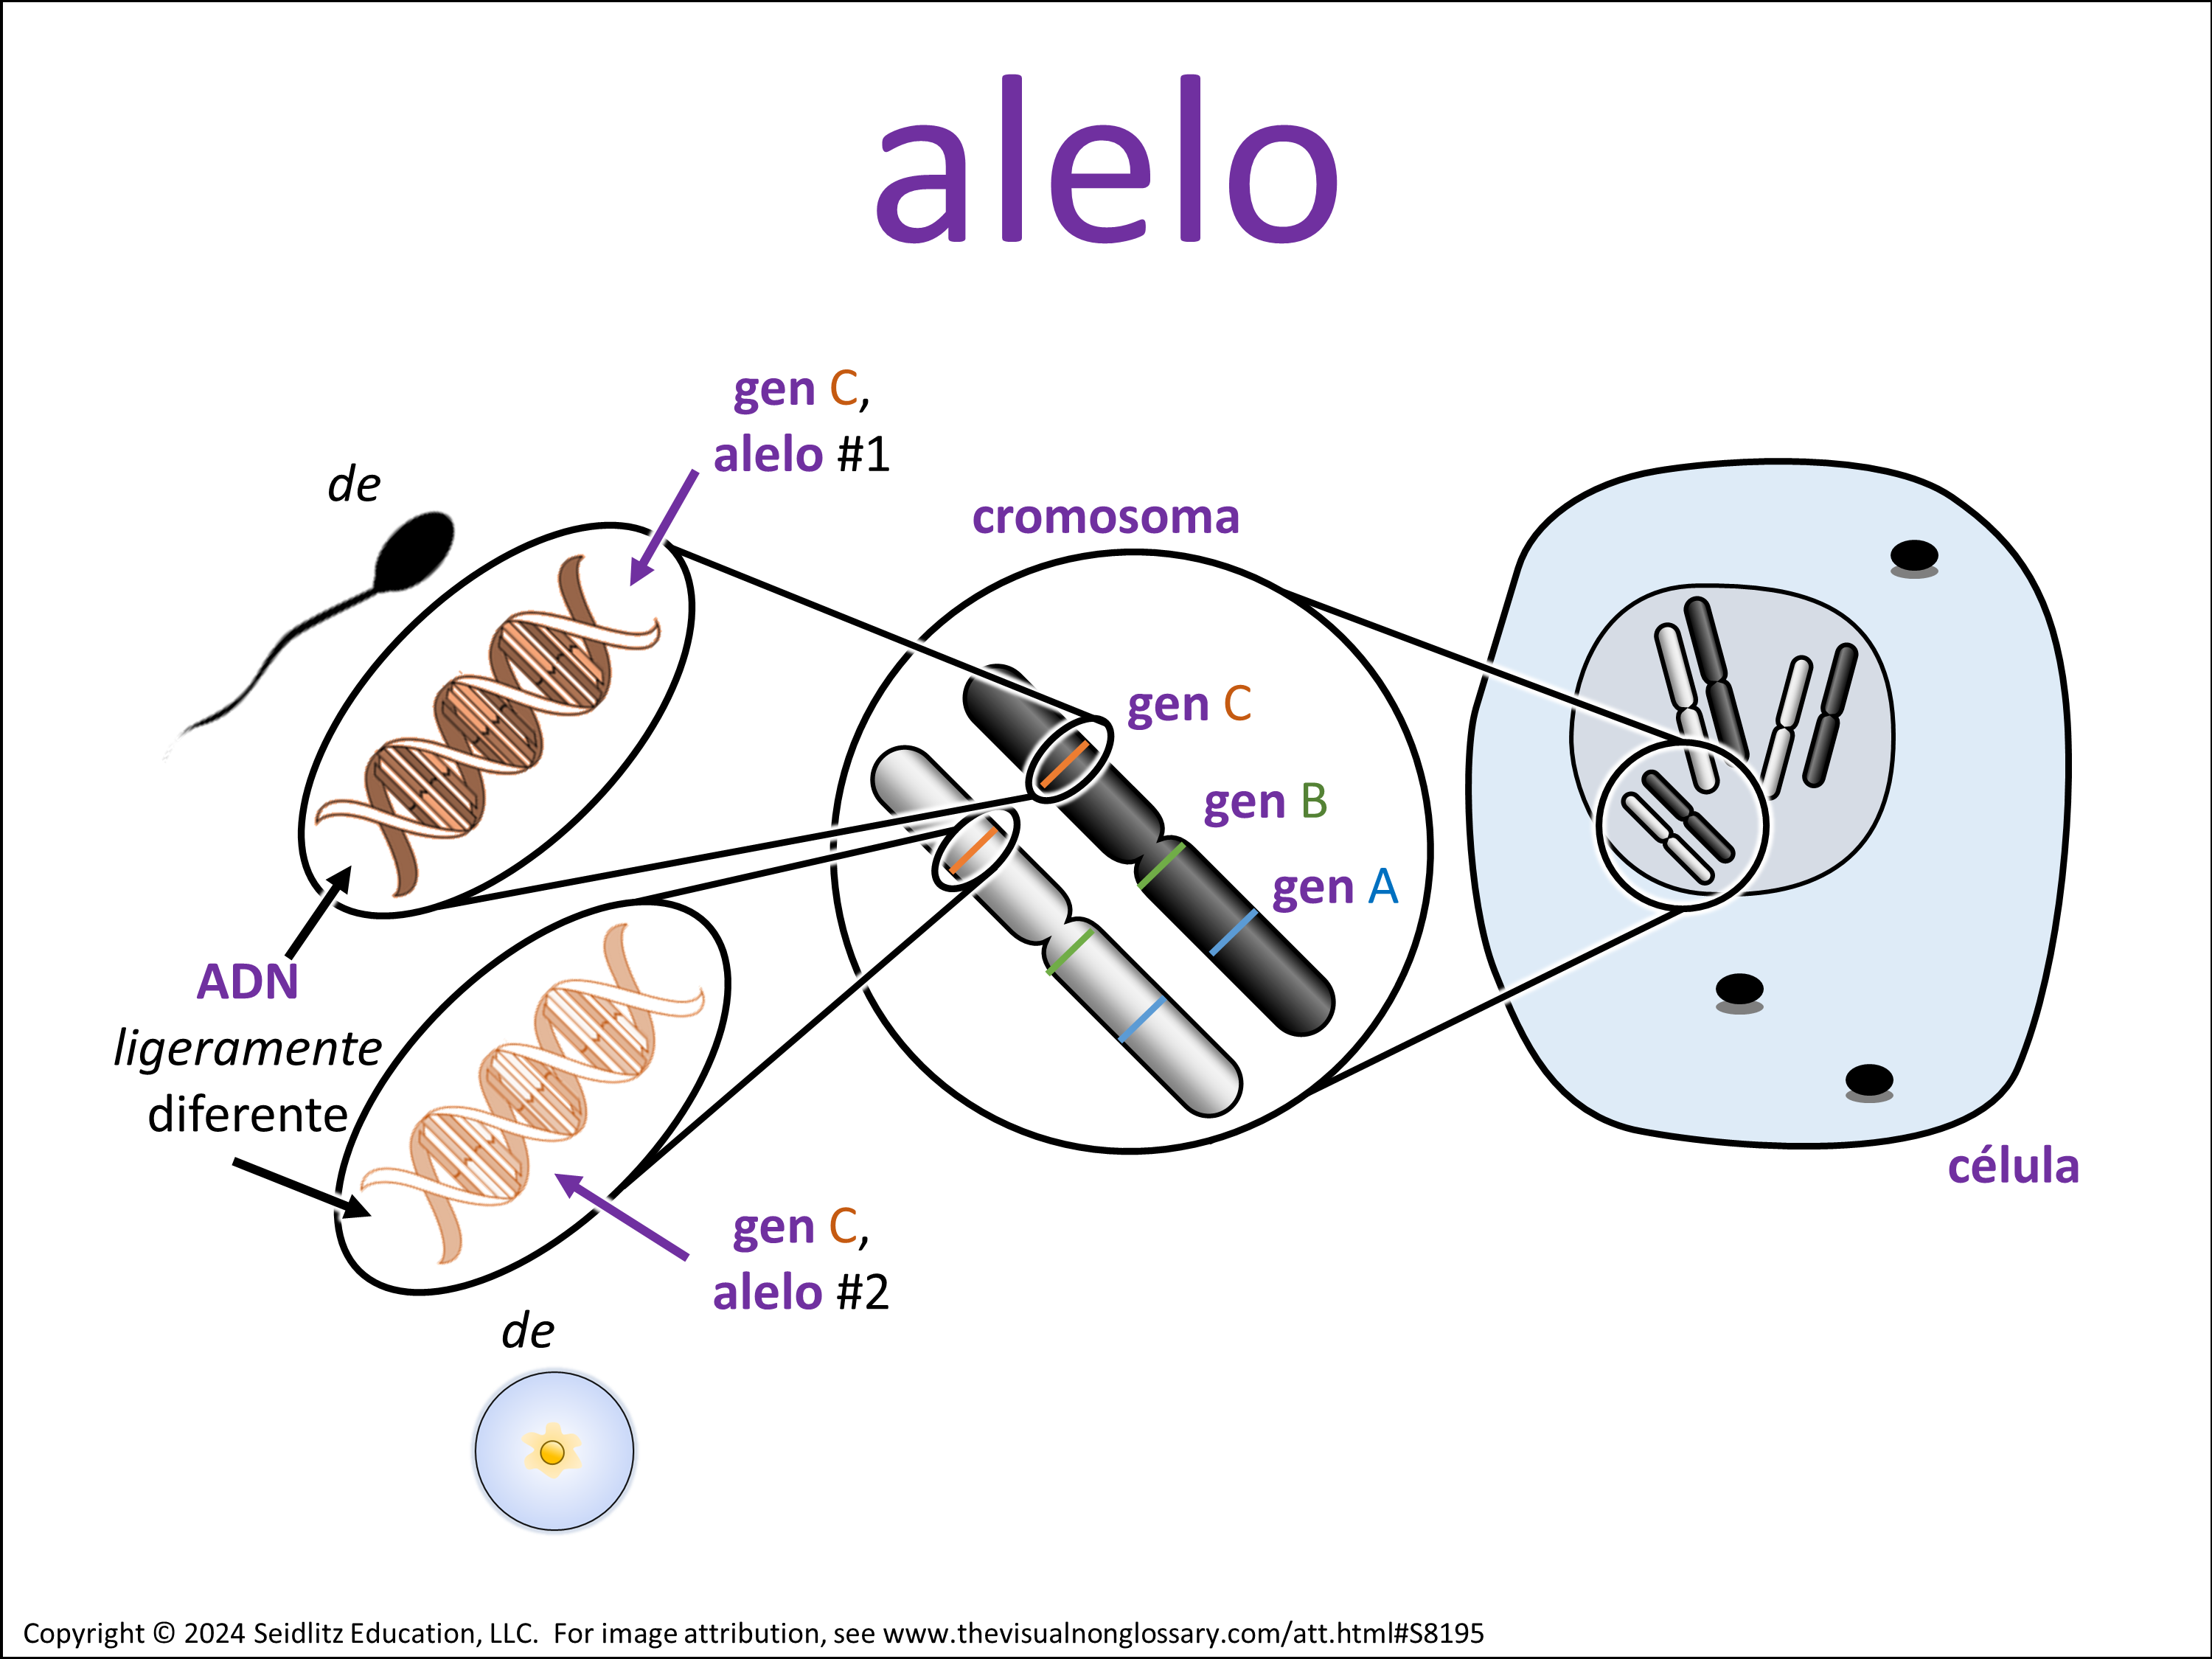 alelo
gen C,
alelo #1
de
cromosoma
gen C
gen B
gen A
ADN
ligeramente
diferente
célula
gen C,
alelo #2
de
Copyright © 2024 Seidlitz Education, LLC.  For image attribution, see www.thevisualnonglossary.com/att.html#S8195